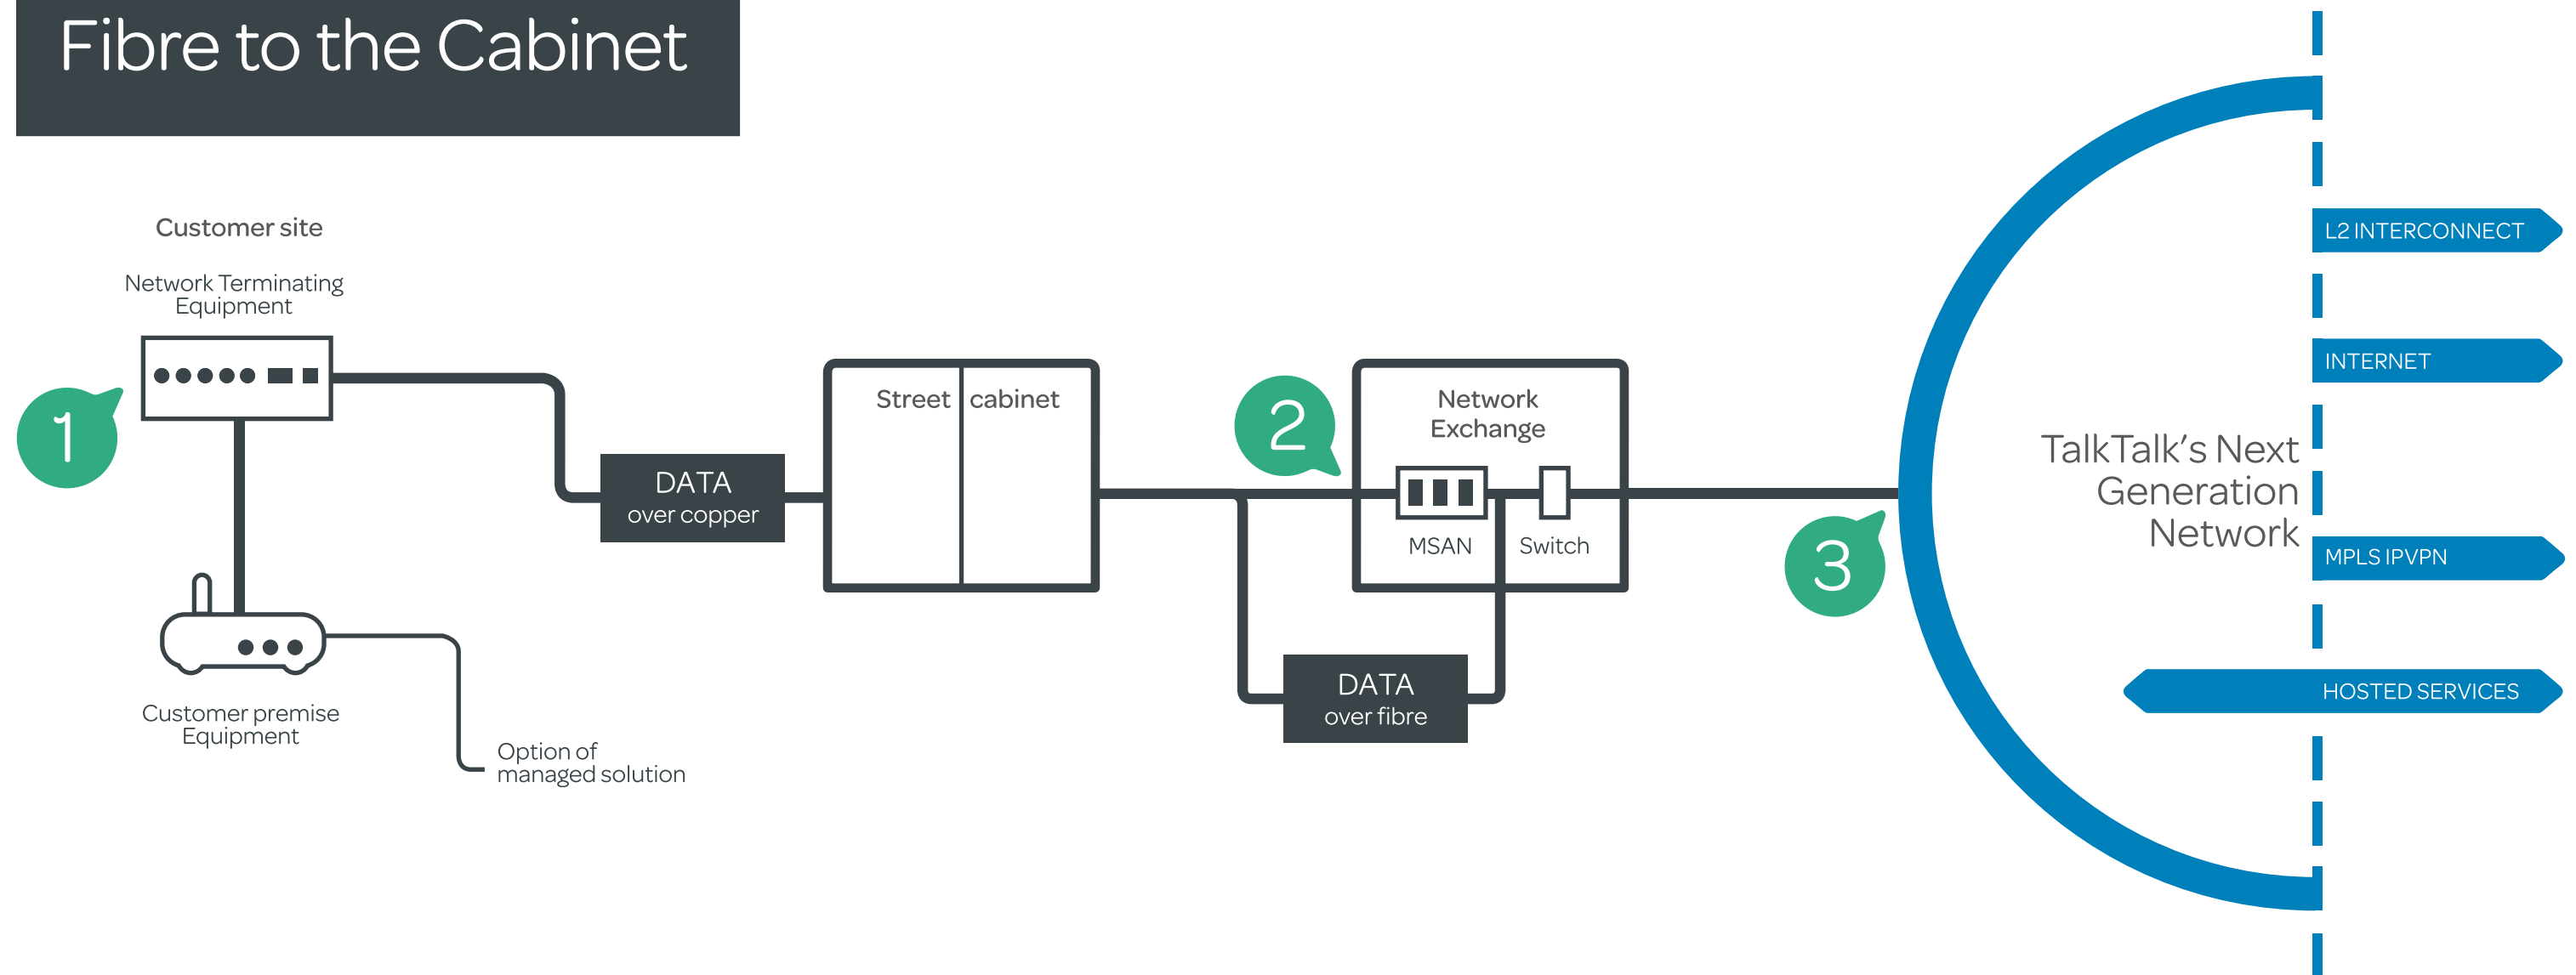 Fibre to the Cabinet
Customer site
Network Terminating
Equipment
1
Customer premise
Equipment
Option of
managed solution
DATA
over copper
Street cabinet
2
Network
Exchange
MSAN
Switch
DATA
over fibre
3
TalkTalk's Next
Generation
Network
L2 INTERCONNECT
INTERNET
MPLS IPVPN
HOSTED SERVICES